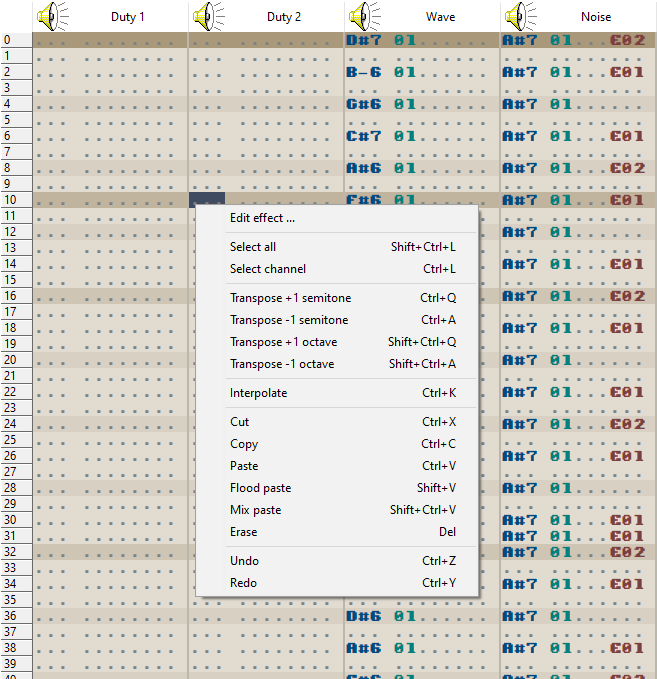 Duty 1 Duty 2 Wave Noise
0 ... ...... ... ...... D#7 01...... A#7 01...E02
1 ... ...... ... ...... ... ...... ... ......
2 ... ...... ... ...... B-6 01...... A#7 01...E01
3 ... ...... ... ...... ... ...... ... ......
4 ... ...... ... ...... G#6 01...... A#7 01......
5 ... ...... ... ...... ... ...... ... ......
6 ... ...... ... ...... C#7 01...... A#7 01...E01
7 ... ...... ... ...... ... ...... ... ......
8 ... ...... ... ...... A#6 01...... A#7 01...E02
9 ... ...... ... ...... ... ...... ... ......
10 ... ...... ... ...... F#6 01...... A#7 01...E01
11 ... ...... ... ......
12 ... ...... A#7 01......
13 ... ...... ... ......
14 ... ...... A#7 01...E01
15 ... ...... ... ......
16 ... ...... A#7 01...E02
17 ... ...... ... ......
18 ... ...... A#7 01...E01
19 ... ...... ... ......
20 ... ...... A#7 01......
21 ... ...... ... ......
22 ... ...... A#7 01...E01
23 ... ...... ... ......
24 ... ...... A#7 01...E02
25 ... ...... ... ......
26 ... ...... A#7 01...E01
27 ... ...... ... ......
28 ... ...... A#7 01......
29 ... ...... ... ......
30 ... ...... A#7 01...E01
31 ... ...... A#7 01...E01
32 ... ...... A#7 01...E02
33 ... ...... ... ......
34 ... ...... A#7 01...E01
35 ... ...... ... ......
36 ... ...... ... ...... D#6 01...... A#7 01......
37 ... ...... ... ...... ... ...... ... ......
38 ... ...... ... ...... A#6 01...... A#7 01...E01
39 ... ...... ... ...... ... ...... ... ......
Edit effect ...
Select all Shift+Ctrl+L
Select channel Ctrl+L
Transpose +1 semitone Ctrl+Q
Transpose -1 semitone Ctrl+A
Transpose +1 octave Shift+Ctrl+Q
Transpose -1 octave Shift+Ctrl+A
Interpolate Ctrl+K
Cut Ctrl+X
Copy Ctrl+C
Paste Ctrl+V
Flood paste Shift+V
Mix paste Shift+Ctrl+V
Erase Del
Undo Ctrl+Z
Redo Ctrl+Y